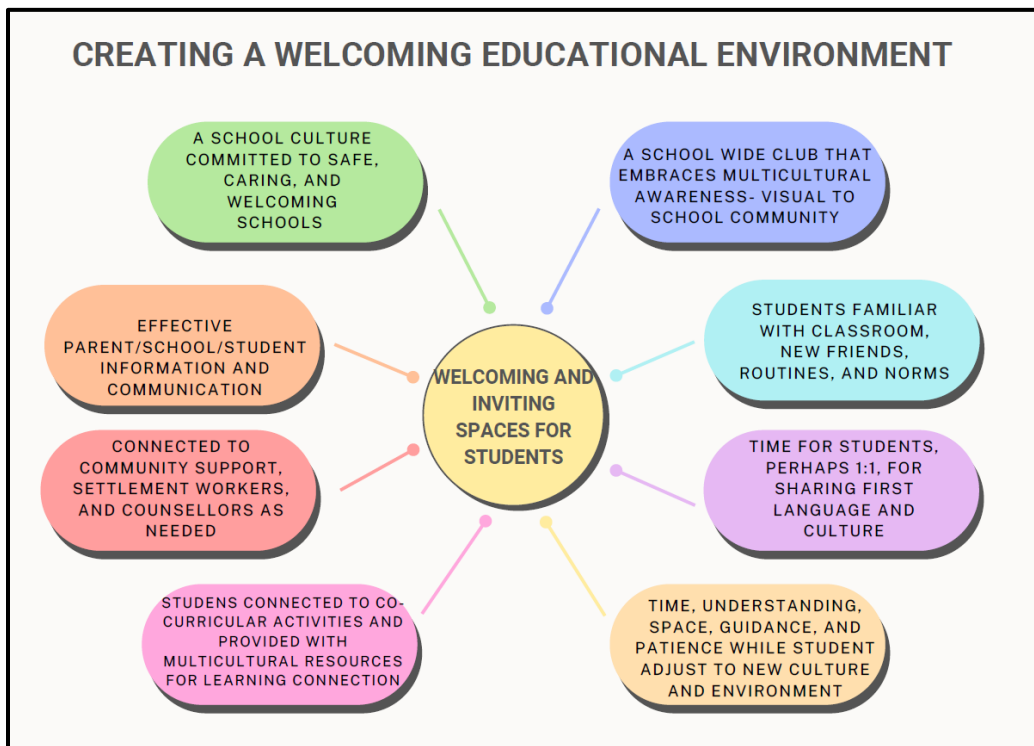 CREATING A WELCOMING EDUCATIONAL ENVIRONMENT
A SCHOOL CULTURE
COMMITTED TO SAFE,
CARING, AND
WELCOMING
SCHOOLS
A SCHOOL WIDE CLUB THAT
EMBRACES MULTICULTURAL
AWARENESS- VISUAL TO
SCHOOL COMMUNITY
EFFECTIVE
PARENT/SCHOOL/STUDENT
INFORMATION AND
COMMUNICATION
STUDENTS FAMILIAR
WITH CLASSROOM,
NEW FRIENDS,
ROUTINES, AND NORMS
WELCOMING AND
INVITING
SPACES FOR
STUDENTS
CONNECTED TO
COMMUNITY SUPPORT,
SETTLEMENT WORKERS,
AND COUNSELLORS AS
NEEDED
TIME FOR STUDENTS,
PERHAPS 1:1, FOR
SHARING FIRST
LANGUAGE AND
CULTURE
STUDENS CONNECTED TO CO-
CURRICULAR ACTIVITIES AND
PROVIDED WITH
MULTICULTURAL RESOURCES
FOR LEARNING CONNECTION
TIME, UNDERSTANDING,
SPACE, GUIDANCE, AND
PATIENCE WHILE STUDENT
ADJUST TO NEW CULTURE
AND ENVIRONMENT